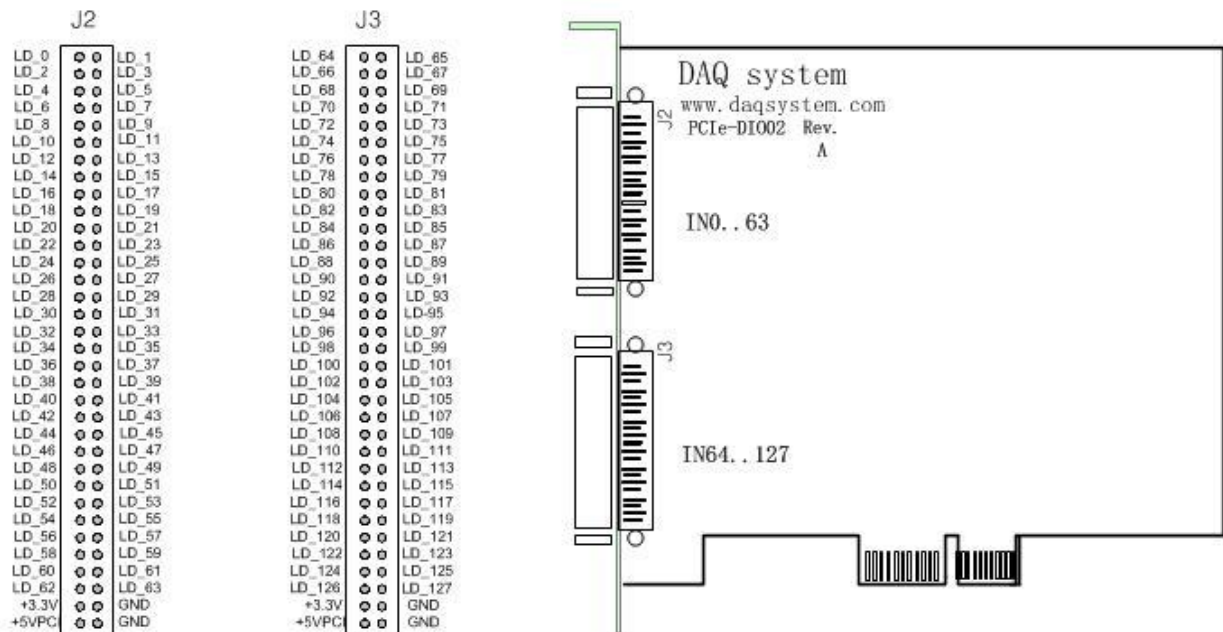 J2 J3
LD_0 LD_1 LD_64 LD_65
LD_2 LD_3 LD_66 LD_67
LD_4 LD_5 LD_68 LD_69
LD_6 LD_7 LD_70 LD_71
LD_8 LD_9 LD_72 LD_73
LD_10 LD_11 LD_74 LD_75
LD_12 LD_13 LD_76 LD_77
LD_14 LD_15 LD_78 LD_79
LD_16 LD_17 LD_80 LD_81
LD_18 LD_19 LD_82 LD_83
LD_20 LD_21 LD_84 LD_85
LD_22 LD_23 LD_86 LD_87
LD_24 LD_25 LD_88 LD_89
LD_26 LD_27 LD_90 LD_91
LD_28 LD_29 LD_92 LD_93
LD_30 LD_31 LD_94 LD-95
LD_32 LD_33 LD_96 LD_97
LD_34 LD_35 LD_98 LD_99
LD_36 LD_37 LD_100 LD_101
LD_38 LD_39 LD_102 LD_103
LD_40 LD_41 LD_104 LD_105
LD_42 LD_43 LD_106 LD_107
LD_44 LD_45 LD_108 LD_109
LD_46 LD_47 LD_110 LD_111
LD_48 LD_49 LD_112 LD_113
LD_50 LD_51 LD_114 LD_115
LD_52 LD_53 LD_116 LD_117
LD_54 LD_55 LD_118 LD_119
LD_56 LD_57 LD_120 LD_121
LD_58 LD_59 LD_122 LD_123
LD_60 LD_61 LD_124 LD_125
LD_62 LD_63 LD_126 LD_127
+3.3V GND +3.3V GND
+5VPCI GND +5VPCI GND
DAQ system
www.daqsystem.com
J2
PCIe-DIO02 Rev.
A
IN0..63
J3
IN64..127